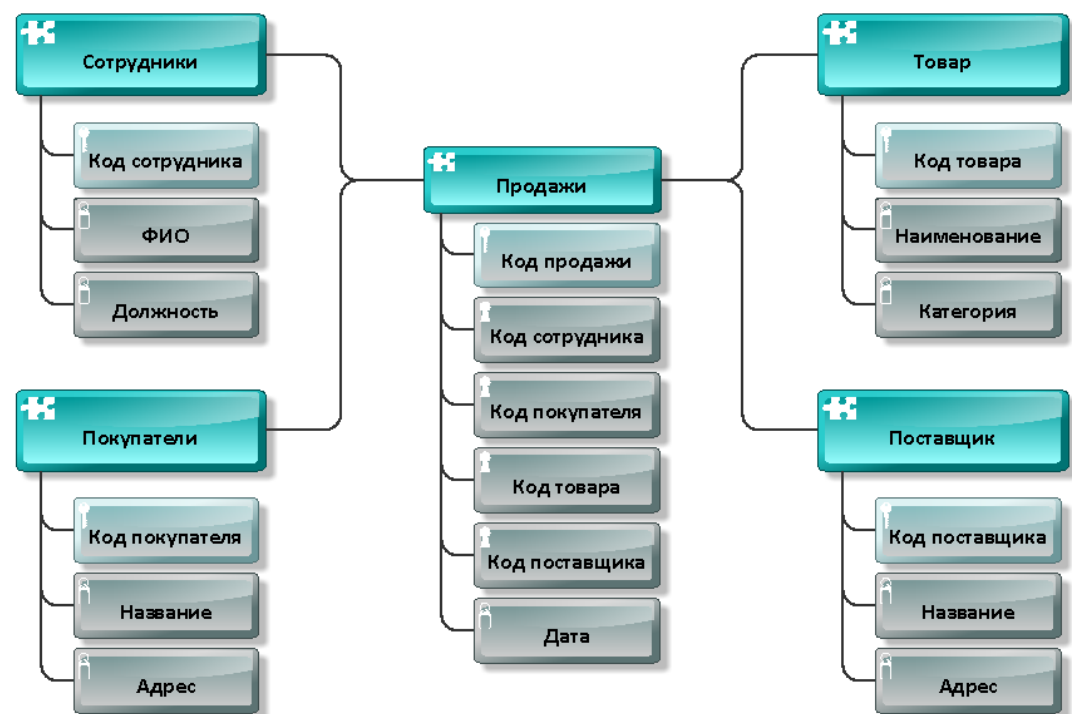 Сотрудники
Код сотрудника
ФИО
Должность
Покупатели
Код покупателя
Название
Адрес
Продажи
Код продажи
Код сотрудника
Код покупателя
Код товара
Код поставщика
Дата
Товар
Код товара
Наименование
Категория
Поставщик
Код поставщика
Название
Адрес